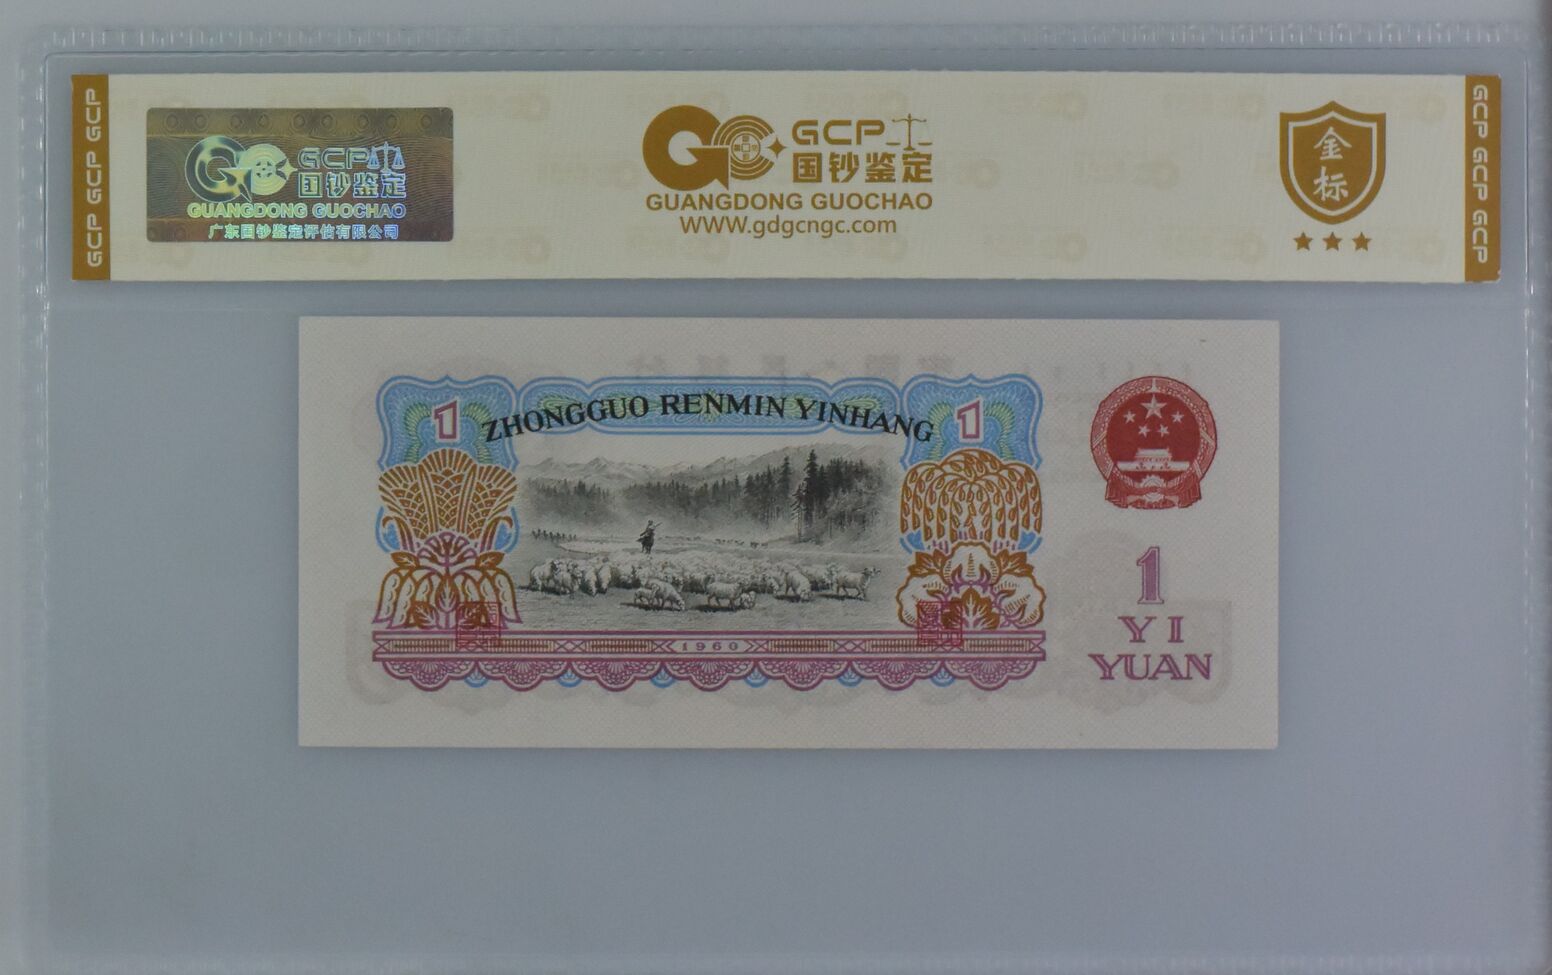 GCP GCP GCP
GCP
国钞鉴定
GUANGDONG GUOCHAO
广东国钞鉴定评估有限公司
GCP
国钞鉴定
GUANGDONG GUOCHAO
WWW.gdgcngc.com
金标
GCP GCP GCP
1
ZHONGGUO RENMIN YINHANG
1
1960
1
YI
YUAN